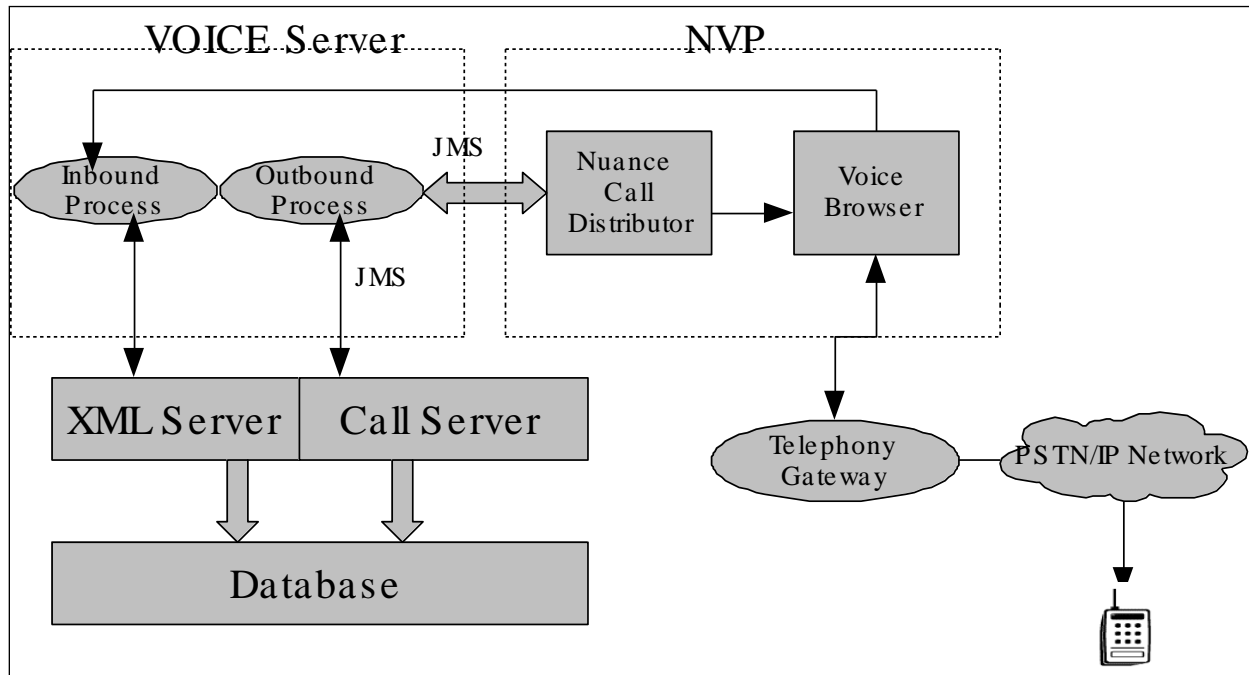 VOICE Server
NVP
JMS
Inbound
Process
Outbound
Process
Nuance
Call
Distributor
Voice
Browser
JMS
XML Server
Call Server
Telephony
Gateway
PSTN/IP Network
Database